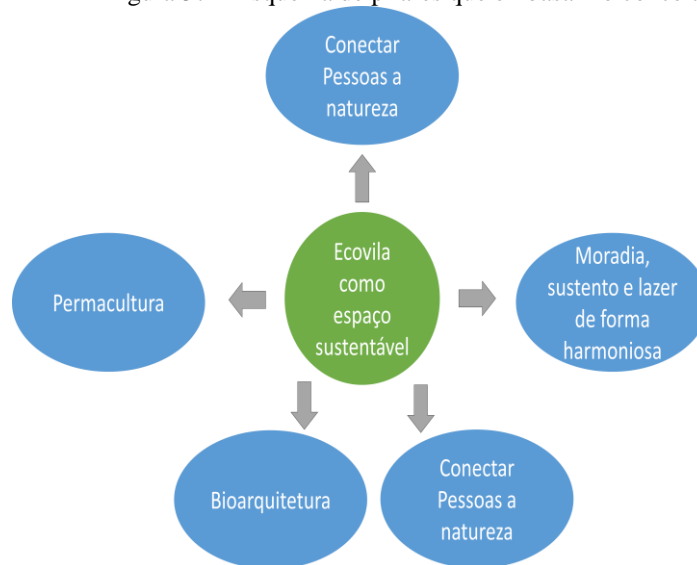 Conectar
Pessoas a
natureza
Ecovila
como
espaço
sustentável
Permacultura
Moradia,
sustento e lazer
de forma
harmoniosa
Bioarquitetura
Conectar
Pessoas a
natureza